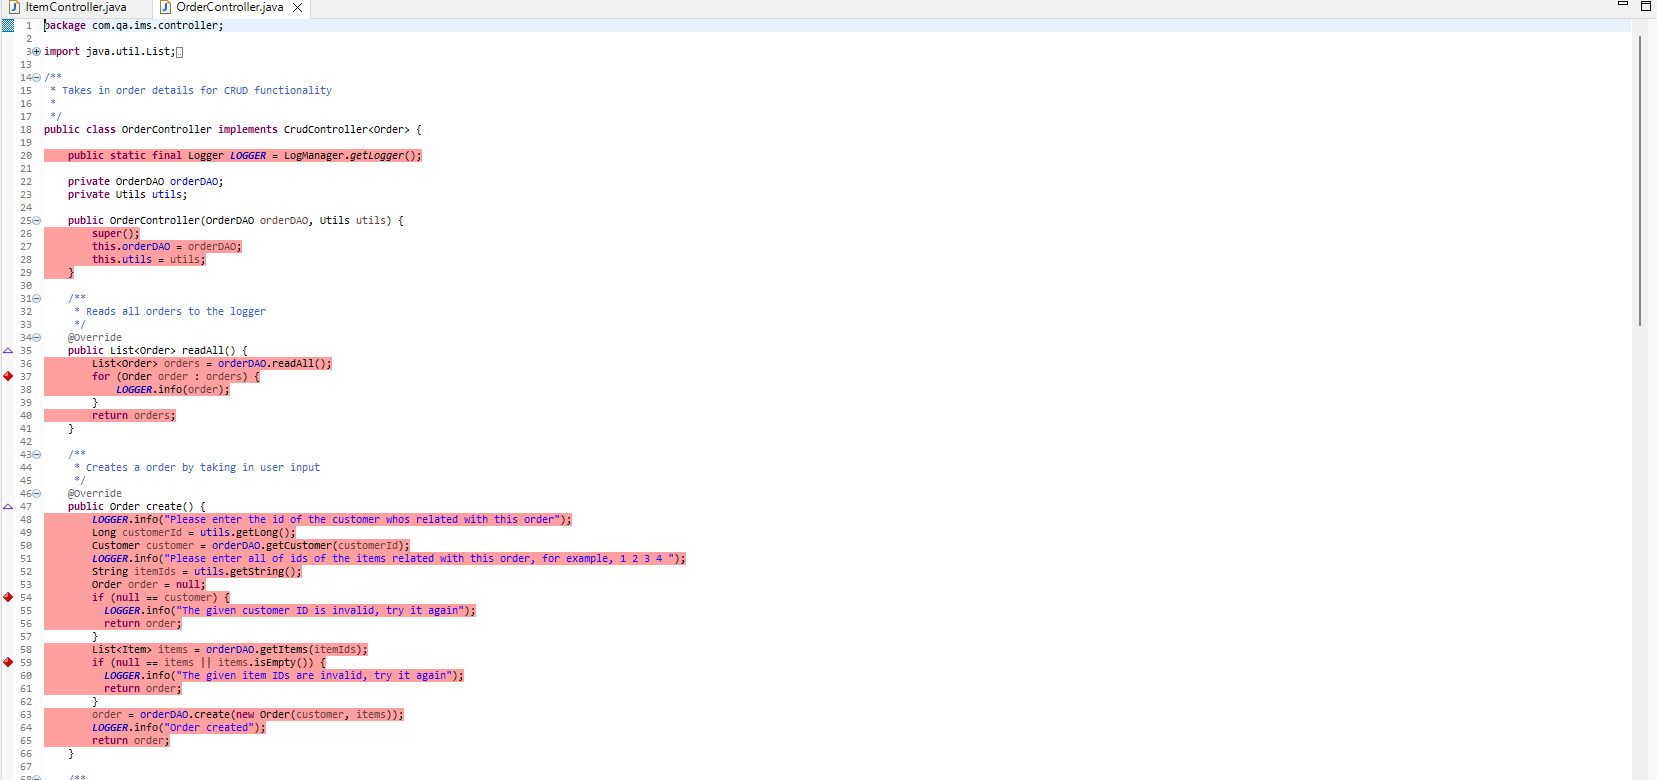 ItemController.java OrderController.java
1 package com.qa.ims.controller;
2
3 import java.util.List;
13
14 /**
15 * Takes in order details for CRUD functionality
16 *
17 */
18 public class OrderController implements CrudController<Order> {
19
20 public static final Logger LOGGER = LogManager.getLogger();
21
22 private OrderDAO orderDAO;
23 private Utils utils;
24
25 public OrderController(OrderDAO orderDAO, Utils utils) {
26 super();
27 this.orderDAO = orderDAO;
28 this.utils = utils;
29 }
30
31 /**
32 * Reads all orders to the logger
33 */
34 @Override
35 public List<Order> readAll() {
36 List<Order> orders = orderDAO.readAll();
37 for (Order order : orders) {
38 LOGGER.info(order);
39 }
40 return orders;
41 }
42
43 /**
44 * Creates a order by taking in user input
45 */
46 @Override
47 public Order create() {
48 LOGGER.info("Please enter the id of the customer whos related with this order");
49 Long customerId = utils.getLong();
50 Customer customer = orderDAO.getCustomer(customerId);
51 LOGGER.info("Please enter all of ids of the items related with this order, for example, 1 2 3 4 ");
52 String itemIds = utils.getString();
53 Order order = null;
54 if (null == customer) {
55 LOGGER.info("The given customer ID is invalid, try it again");
56 return order;
57 }
58 List<Item> items = orderDAO.getItems(itemIds);
59 if (null == items || items.isEmpty()) {
60 LOGGER.info("The given item IDs are invalid, try it again");
61 return order;
62 }
63 order = orderDAO.create(new Order(customer, items));
64 LOGGER.info("Order created");
65 return order;
66 }
67
68 /**